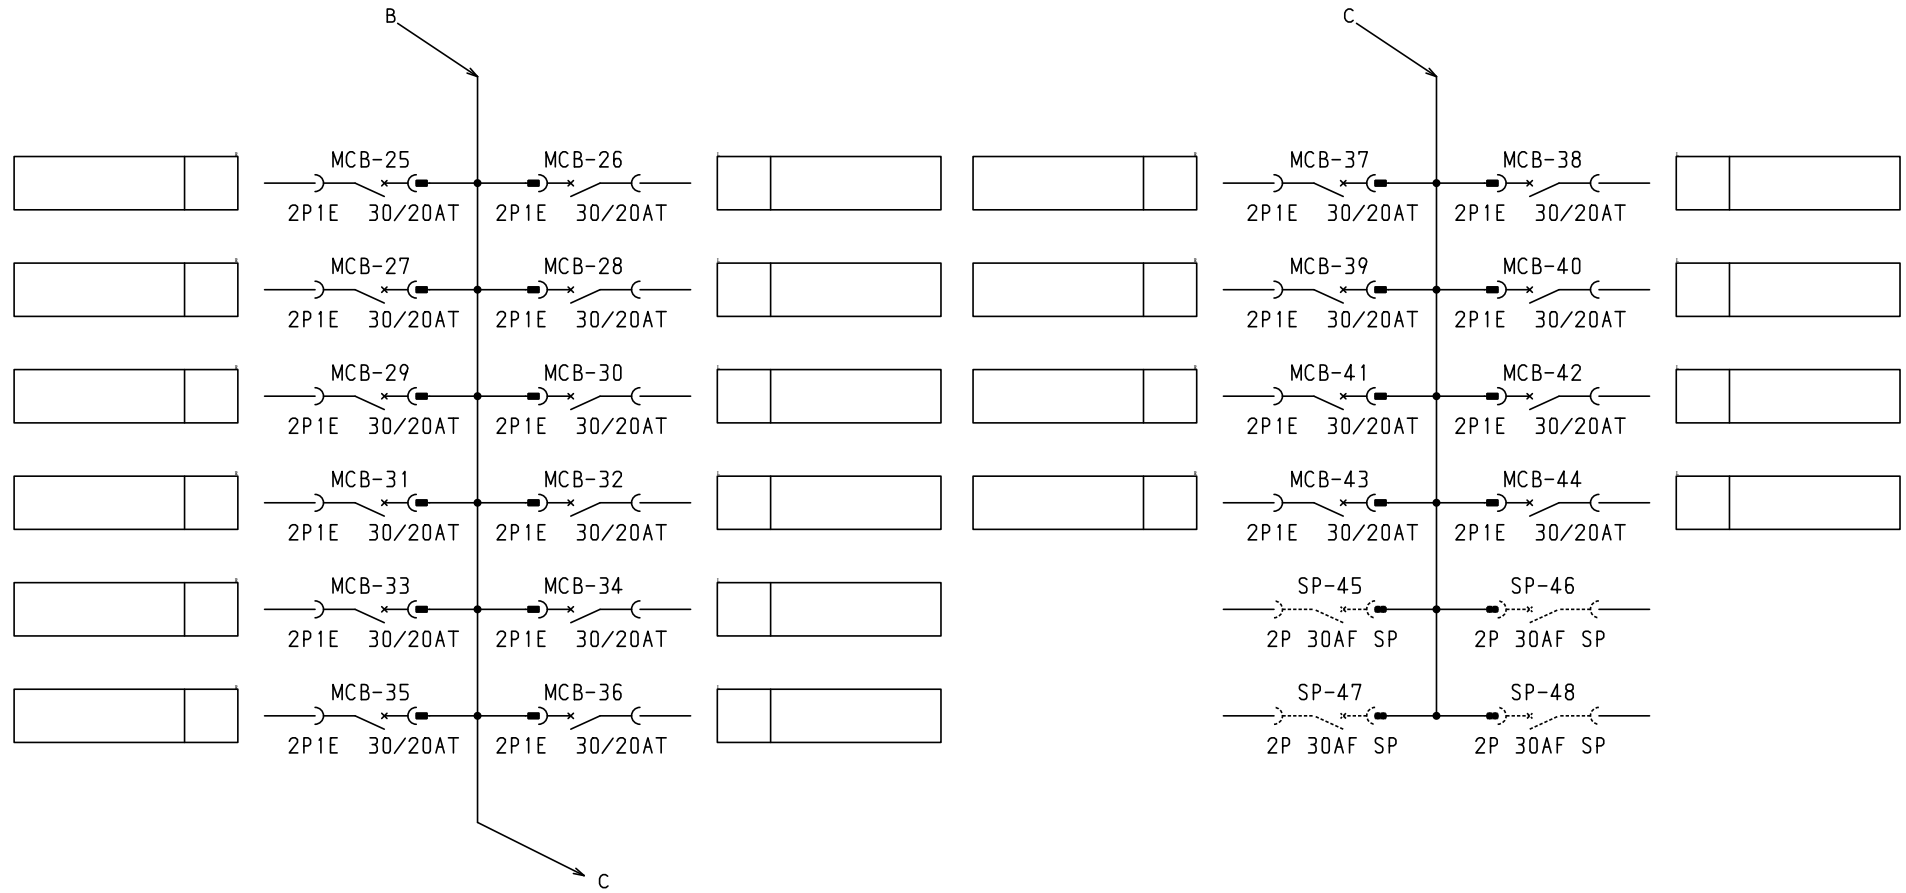 B
C
MCB-25 MCB-26 MCB-37 MCB-38
2P1E 30/20AT 2P1E 30/20AT 2P1E 30/20AT 2P1E 30/20AT
MCB-27 MCB-28 MCB-39 MCB-40
2P1E 30/20AT 2P1E 30/20AT 2P1E 30/20AT 2P1E 30/20AT
MCB-29 MCB-30 MCB-41 MCB-42
2P1E 30/20AT 2P1E 30/20AT 2P1E 30/20AT 2P1E 30/20AT
MCB-31 MCB-32 MCB-43 MCB-44
2P1E 30/20AT 2P1E 30/20AT 2P1E 30/20AT 2P1E 30/20AT
MCB-33 MCB-34 SP-45 SP-46
2P1E 30/20AT 2P1E 30/20AT 2P 30AF SP 2P 30AF SP
MCB-35 MCB-36 SP-47 SP-48
2P1E 30/20AT 2P1E 30/20AT 2P 30AF SP 2P 30AF SP
C